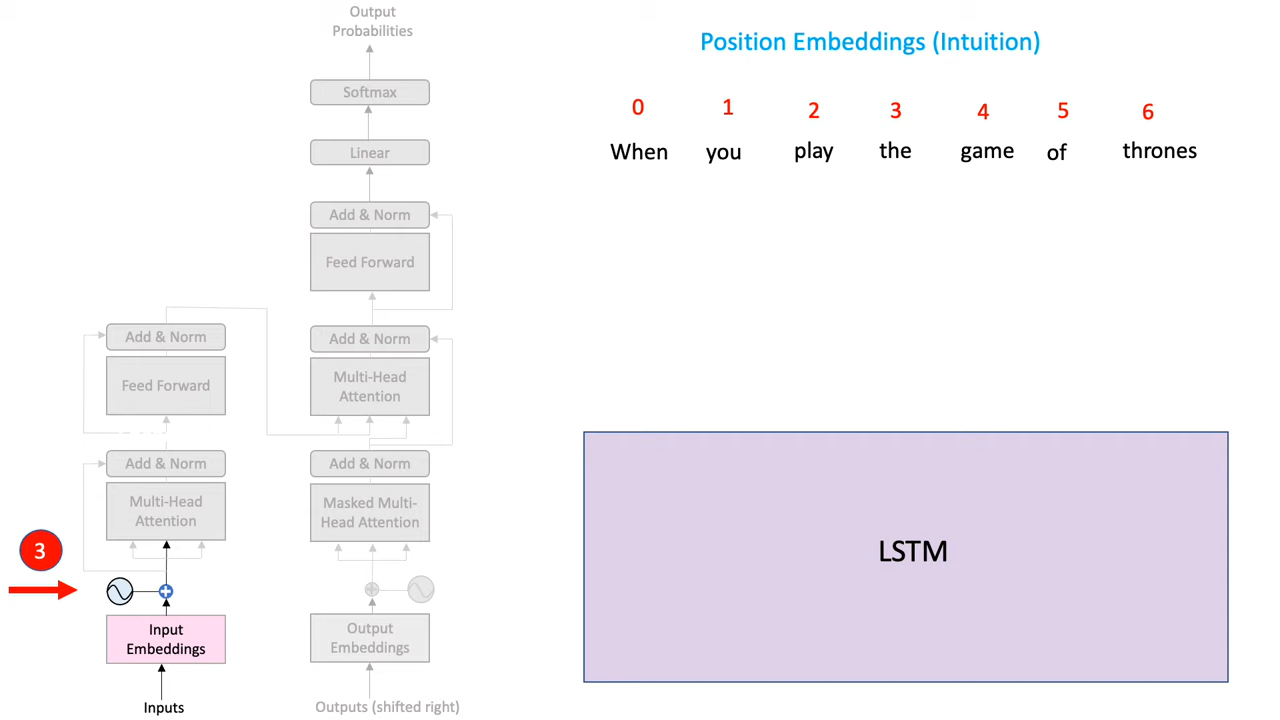 Output
Probabilities
Softmax
Linear
Add & Norm
Feed Forward
Add & Norm
Multi-Head
Attention
Add & Norm
Masked Multi-
Head Attention
Output
Embeddings
Outputs (shifted right)
Add & Norm
Feed Forward
Add & Norm
Multi-Head
Attention
3
Input
Embeddings
Inputs
Position Embeddings (Intuition)
0 1 2 3 4 5 6
When you play the game of thrones
LSTM